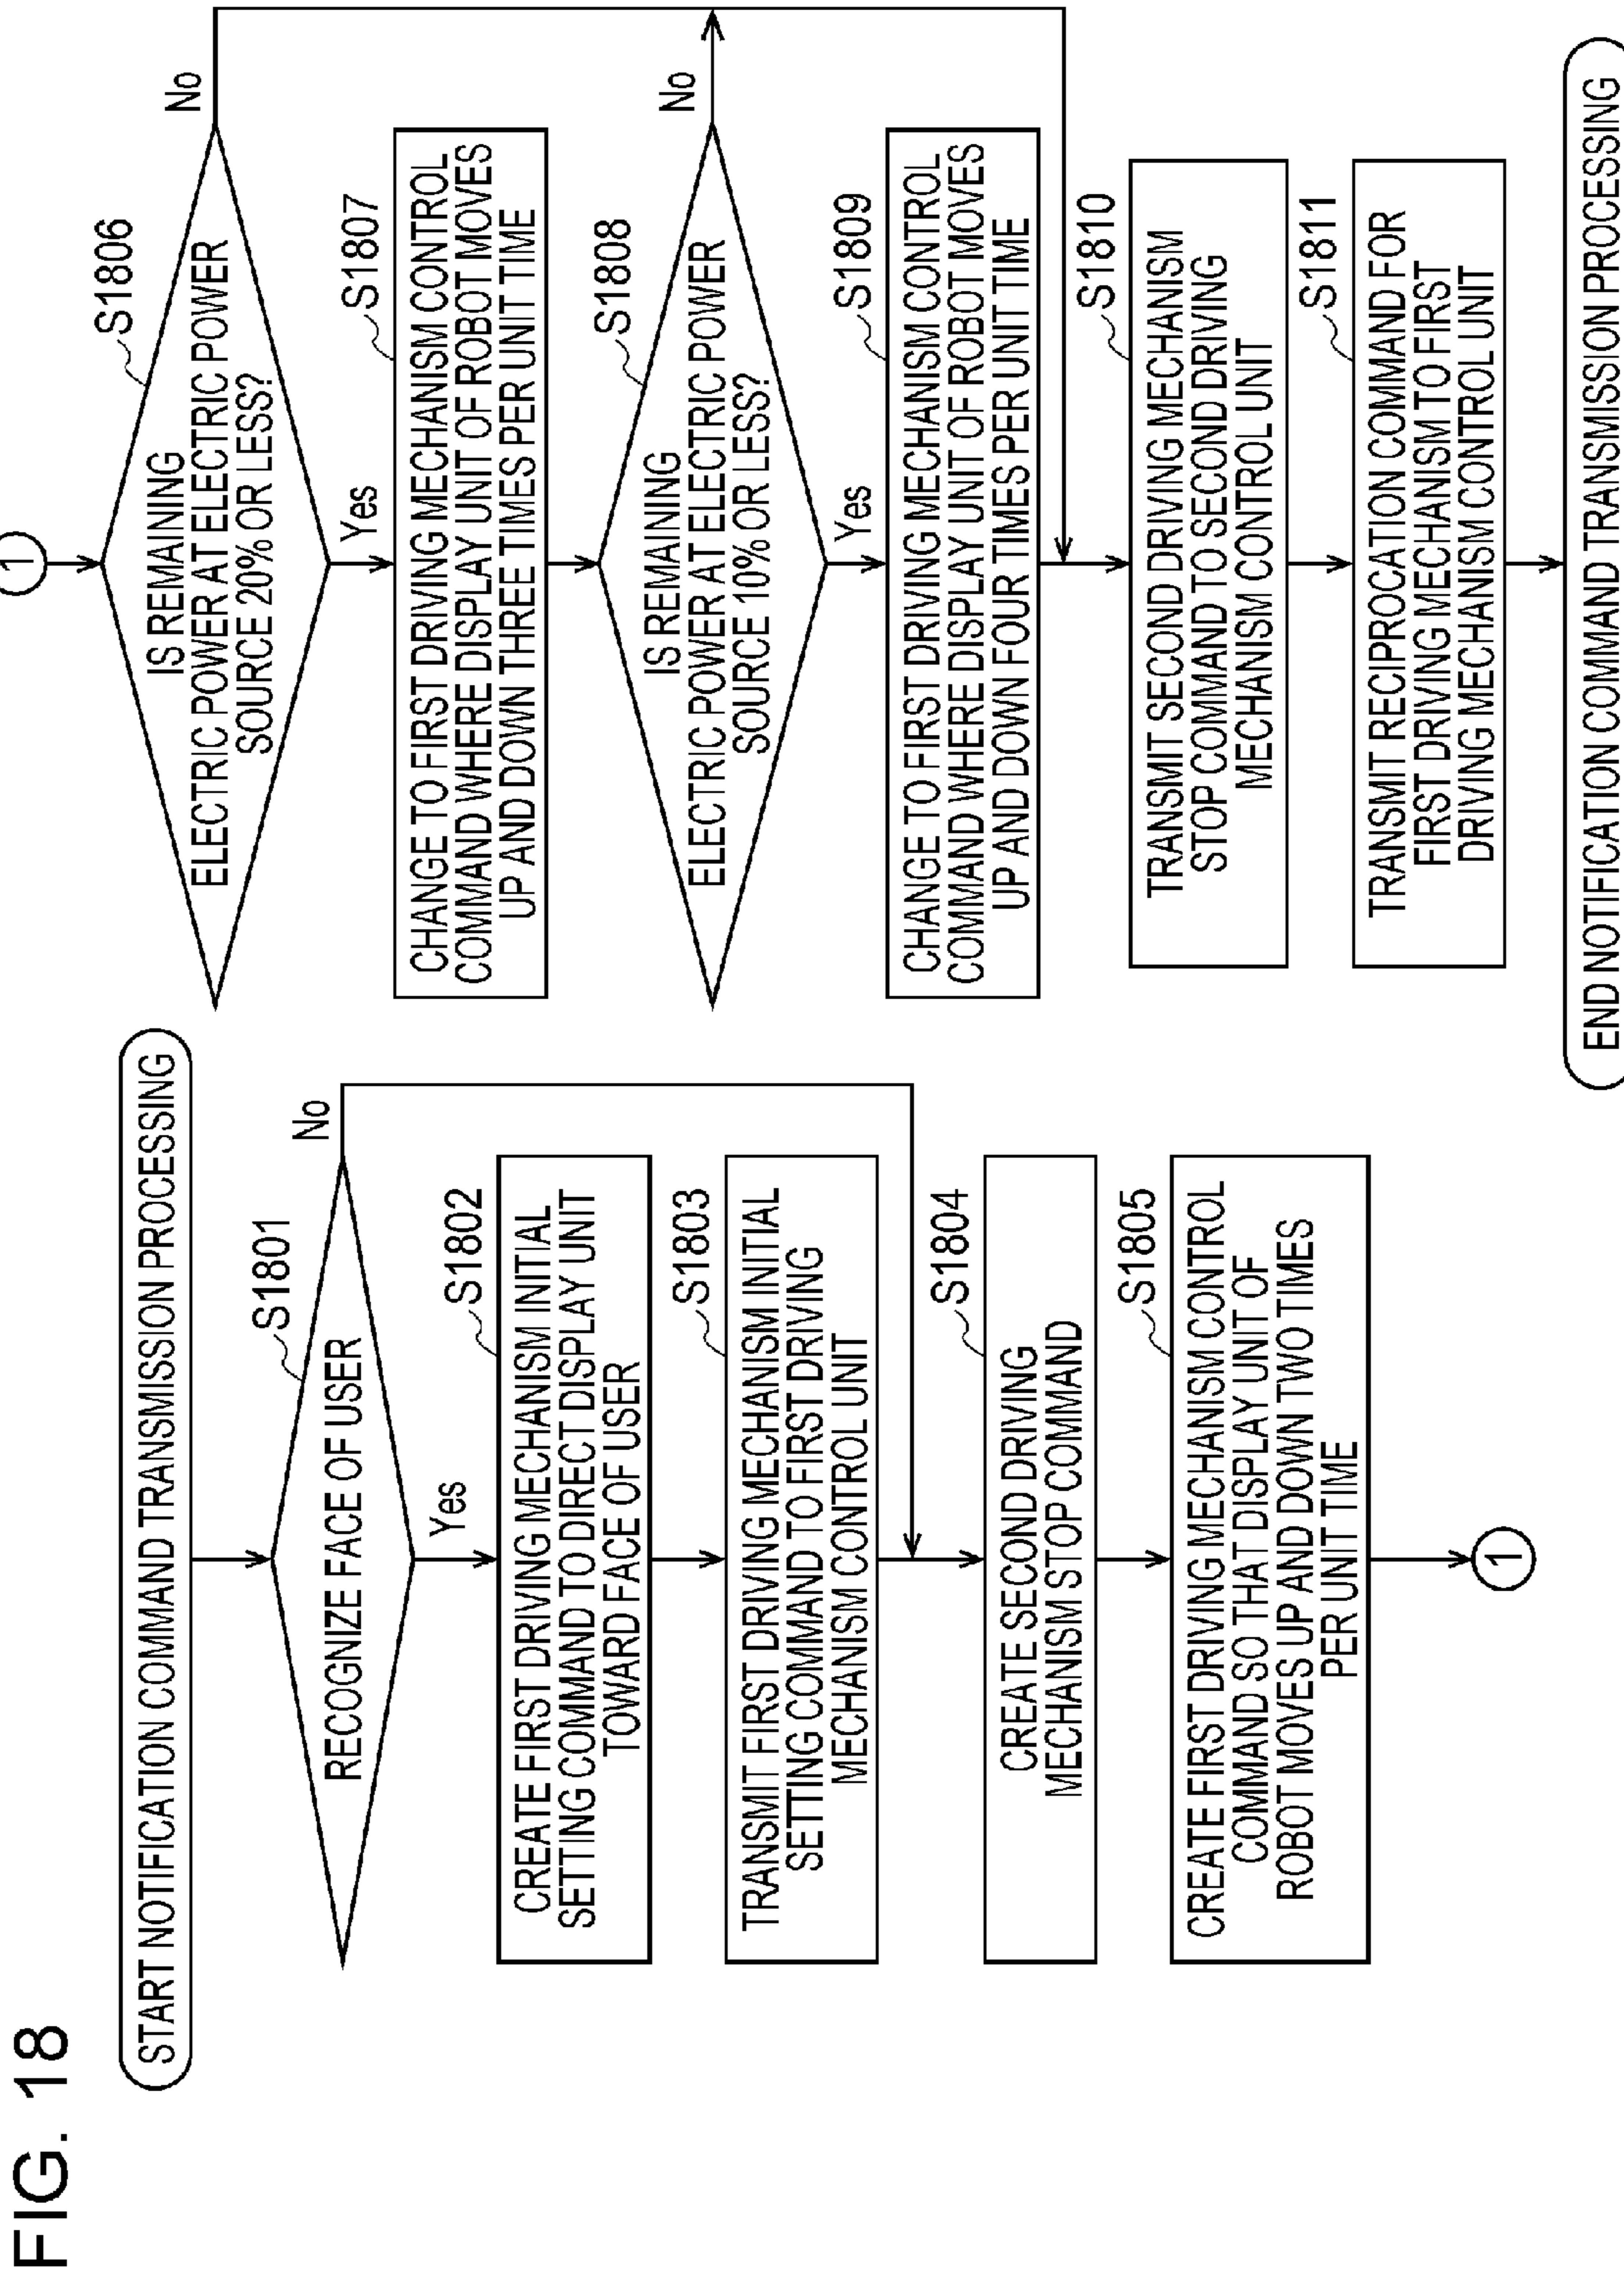 FIG. 18
START NOTIFICATION COMMAND TRANSMISSION PROCESSING
S1801
RECOGNIZE FACE OF USER
No
Yes
S1802
CREATE FIRST DRIVING MECHANISM INITIAL
SETTING COMMAND TO DIRECT DISPLAY UNIT
TOWARD FACE OF USER
S1803
TRANSMIT FIRST DRIVING MECHANISM INITIAL
SETTING COMMAND TO FIRST DRIVING
MECHANISM CONTROL UNIT
S1804
CREATE SECOND DRIVING
MECHANISM STOP COMMAND
S1805
CREATE FIRST DRIVING MECHANISM CONTROL
COMMAND SO THAT DISPLAY UNIT OF
ROBOT MOVES UP AND DOWN TWO TIMES
PER UNIT TIME
1
1
S1806
IS REMAINING
ELECTRIC POWER AT ELECTRIC POWER
SOURCE 20% OR LESS?
No
Yes
S1807
CHANGE TO FIRST DRIVING MECHANISM CONTROL
COMMAND WHERE DISPLAY UNIT OF ROBOT MOVES
UP AND DOWN THREE TIMES PER UNIT TIME
S1808
IS REMAINING
ELECTRIC POWER AT ELECTRIC POWER
SOURCE 10% OR LESS?
No
Yes
S1809
CHANGE TO FIRST DRIVING MECHANISM CONTROL
COMMAND WHERE DISPLAY UNIT OF ROBOT MOVES
UP AND DOWN FOUR TIMES PER UNIT TIME
S1810
TRANSMIT SECOND DRIVING MECHANISM
STOP COMMAND TO SECOND DRIVING
MECHANISM CONTROL UNIT
S1811
TRANSMIT RECIPROCATION COMMAND FOR
FIRST DRIVING MECHANISM TO FIRST
DRIVING MECHANISM CONTROL UNIT
END NOTIFICATION COMMAND TRANSMISSION PROCESSING